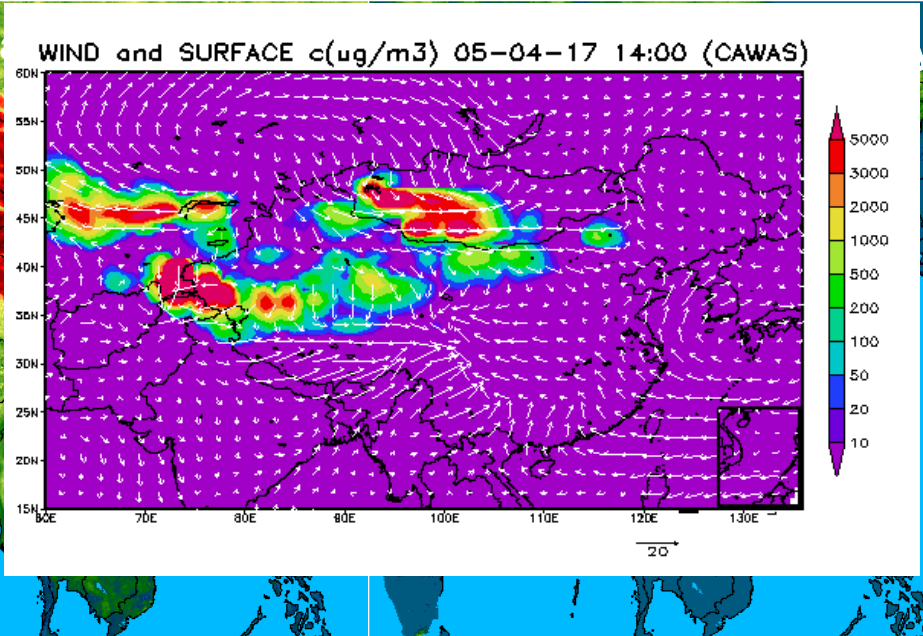 WIND and SURFACE c(ug/m3) 05-04-17 14:00 (CAWAS)
60N
55N
50N
45N
40N
35N
30N
25N
20N
15N
60E 70E 80E 90E 100E 110E 120E 130E
5000
3000
2000
1000
500
200
100
50
20
10
20